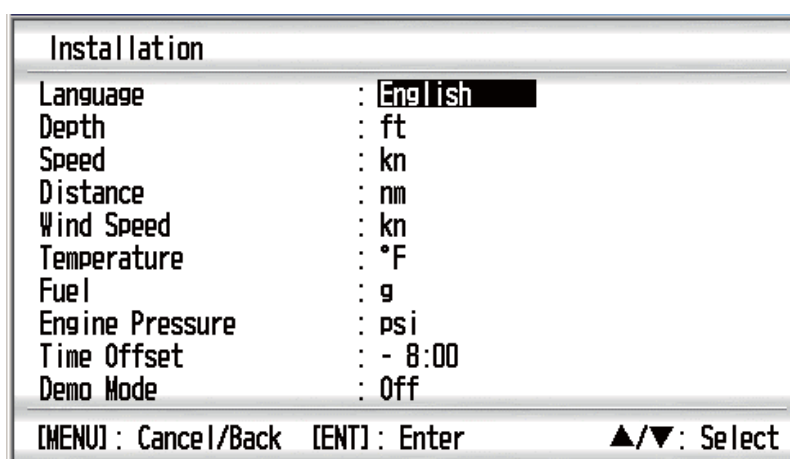 Installation
Language : English
Depth : ft
Speed : kn
Distance : nm
Wind Speed : kn
Temperature : °F
Fuel : g
Engine Pressure : psi
Time Offset : - 8:00
Demo Mode : Off
[MENU] : Cancel/Back [ENT] : Enter ▲/▼: Select